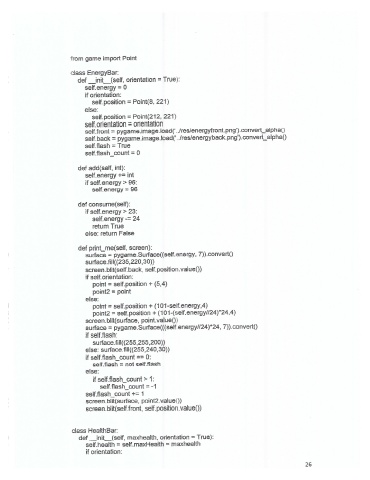 from game import Point

class EnergyBar:
  def __init__(self, orientation = True):
    self.energy = 0
    if orientation:
      self.position = Point(8, 221)
    else:
      self.position = Point(212, 221)
    self.orientation = orientation
    self.front = pygame.image.load('../res/energyfront.png').convert_alpha()
    self.back = pygame.image.load('../res/energyback.png').convert_alpha()
    self.flash = True
    self.flash_count = 0

  def add(self, int):
    self.energy += int
    if self.energy > 96:
      self.energy = 96

  def consume(self):
    if self.energy > 23:
      self.energy -= 24
      return True
    else: return False

  def print_me(self, screen):
    surface = pygame.Surface((self.energy, 7)).convert()
    surface.fill((235,220,30))
    screen.blit(self.back, self.position.value())
    if self.orientation:
      point = self.position + (5,4)
      point2 = point
    else:
      point = self.position + (101-self.energy,4)
      point2 = self.position + (101-(self.energy//24)*24,4)
    screen.blit(surface, point.value())
    surface = pygame.Surface(((self.energy//24)*24, 7)).convert()
    if self.flash:
      surface.fill((255,255,200))
    else: surface.fill((255,240,30))
    if self.flash_count == 0:
      self.flash = not self.flash
    else:
      if self.flash_count > 1:
        self.flash_count = -1
    self.flash_count += 1
    screen.blit(surface, point2.value())
    screen.blit(self.front, self.position.value())

class HealthBar:
  def __init__(self, maxhealth, orientation = True):
    self.health = self.maxHealth = maxhealth
    if orientation:
26